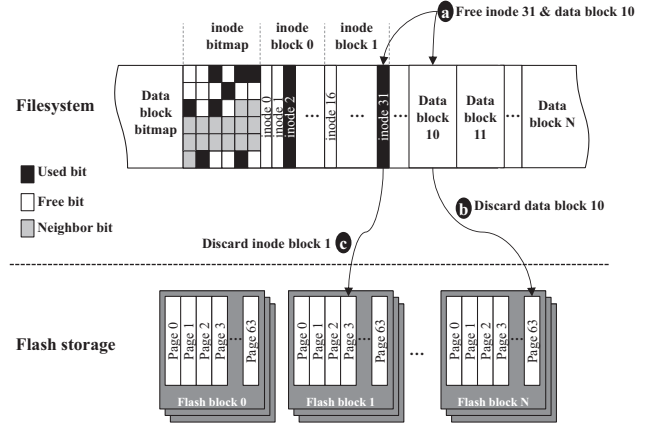 a Free inode 31 & data block 10
inode bitmap
inode block 0
inode block 1
Filesystem
Data block bitmap
inode 0
inode 1
inode 2
...
inode 16
...
inode 31
...
Data block 10
Data block 11
...
Data block N
Used bit
Free bit
Neighbor bit
b Discard data block 10
Discard inode block 1 c
Flash storage
Page 0
Page 1
Page 2
Page 3
...
Page 63
Flash block 0
Page 0
Page 1
Page 2
Page 3
...
Page 63
Flash block 1
...
Page 0
Page 1
Page 2
Page 3
...
Page 63
Flash block N